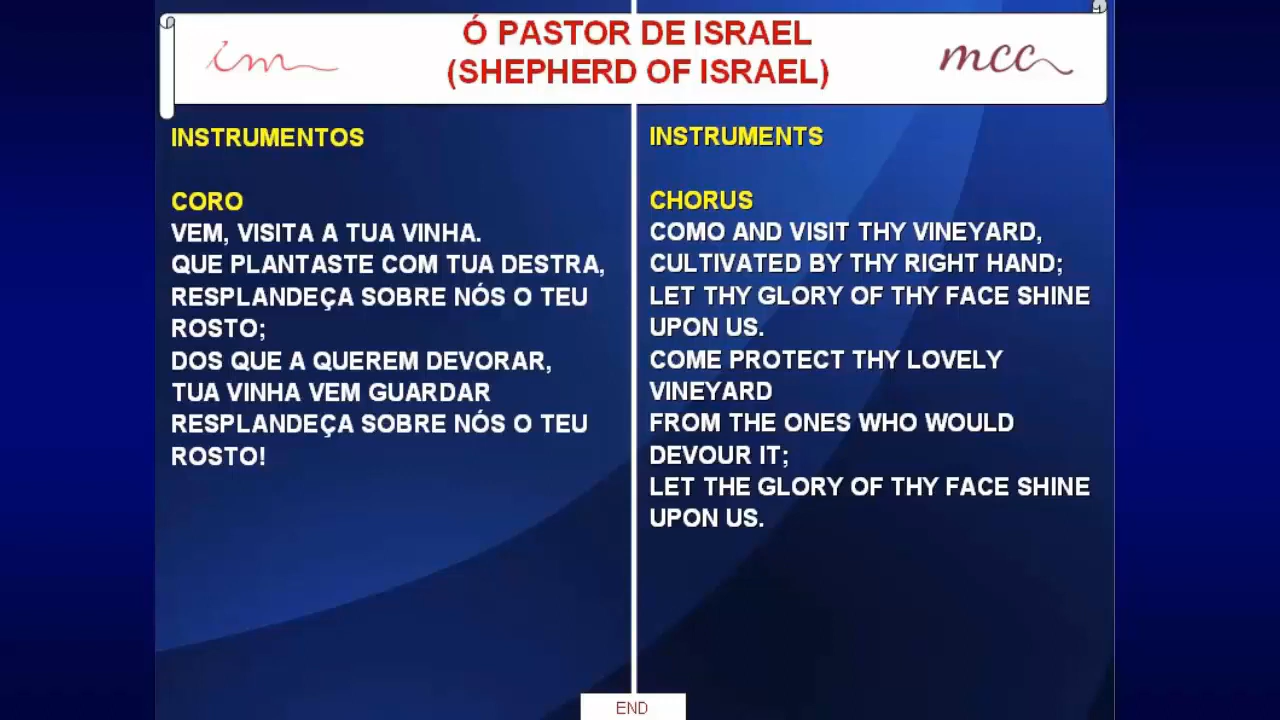 Ó PASTOR DE ISRAEL
(SHEPHERD OF ISRAEL)
im
mcc
INSTRUMENTOS
CORO
VEM, VISITA A TUA VINHA.
QUE PLANTASTE COM TUA DESTRA,
RESPLANDEÇA SOBRE NÓS O TEU
ROSTO;
DOS QUE A QUEREM DEVORAR,
TUA VINHA VEM GUARDAR
RESPLANDEÇA SOBRE NÓS O TEU
ROSTO!
INSTRUMENTS
CHORUS
COMO AND VISIT THY VINEYARD,
CULTIVATED BY THY RIGHT HAND;
LET THY GLORY OF THY FACE SHINE
UPON US.
COME PROTECT THY LOVELY
VINEYARD
FROM THE ONES WHO WOULD
DEVOUR IT;
LET THE GLORY OF THY FACE SHINE
UPON US.
END